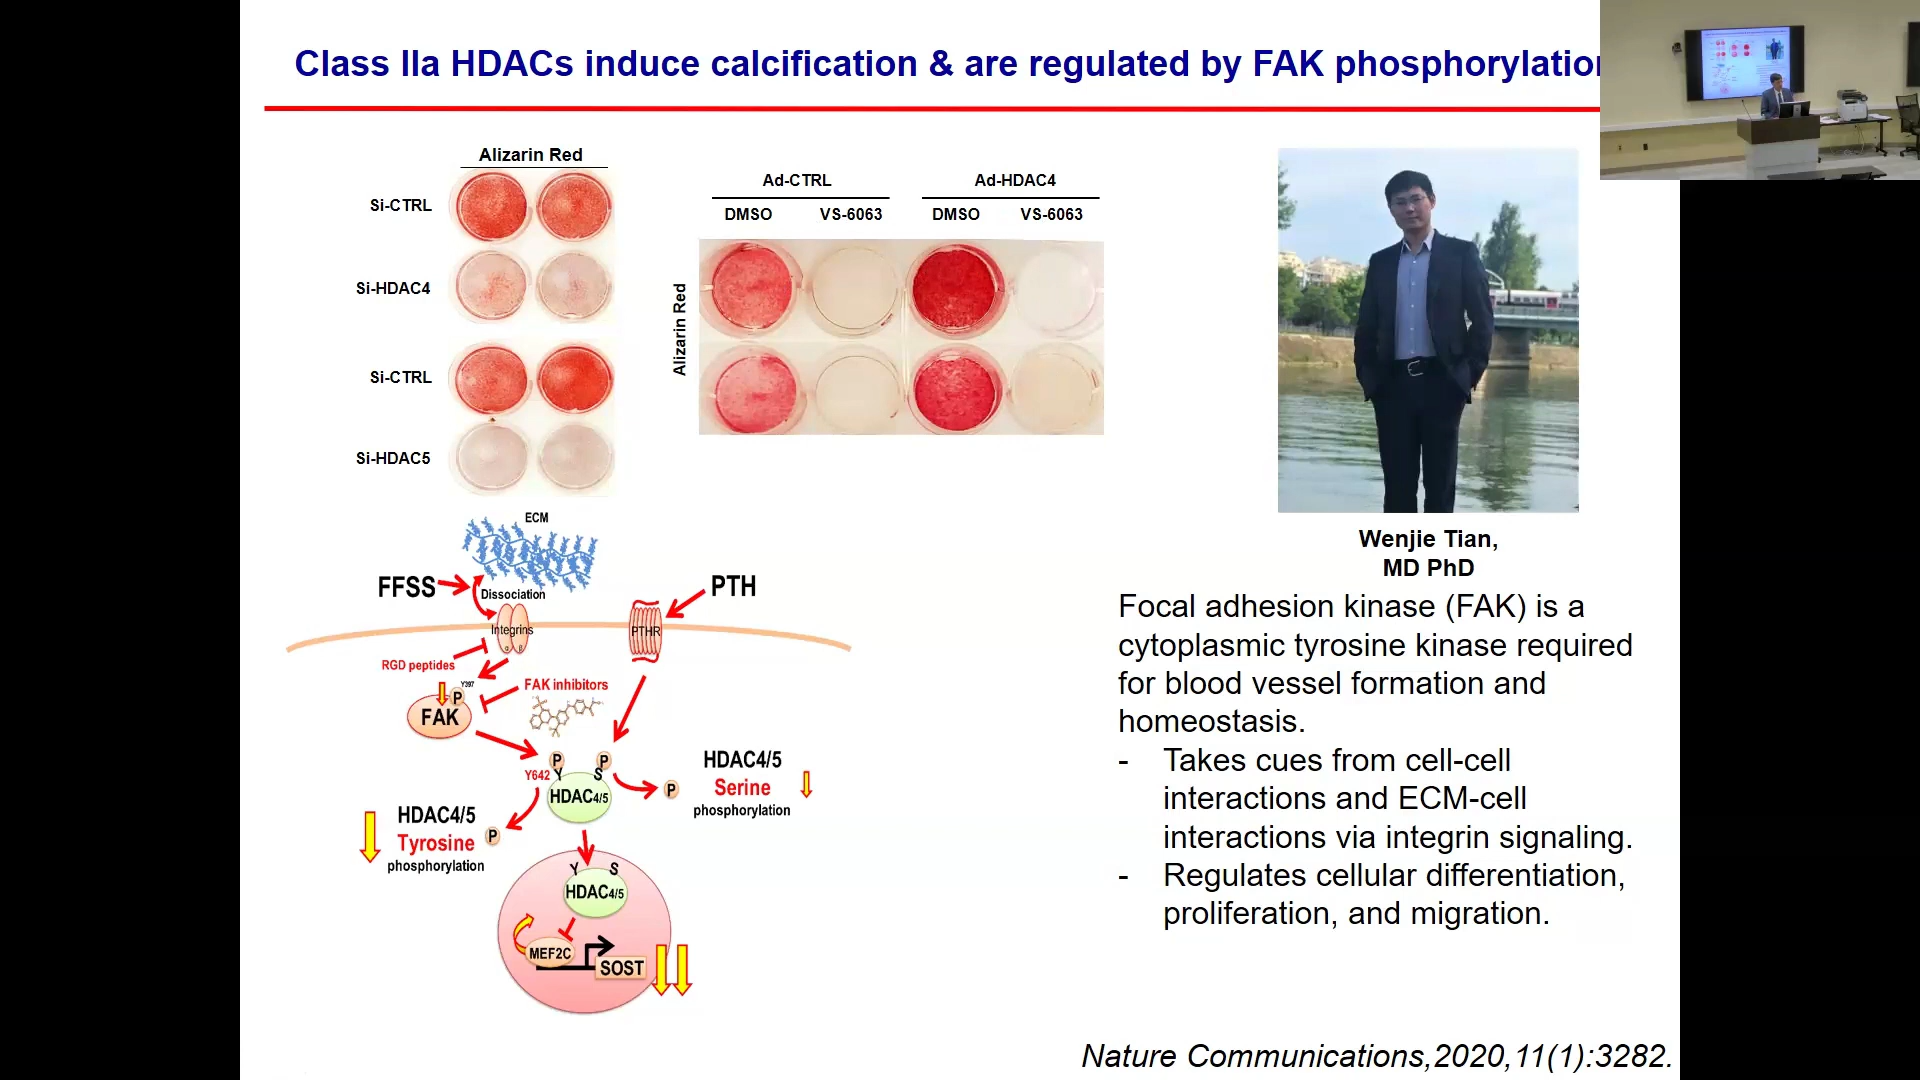 Class IIa HDACs induce calcification & are regulated by FAK phosphorylation
Alizarin Red
Si-CTRL
Si-HDAC4
Si-CTRL
Si-HDAC5
Ad-CTRL
Ad-HDAC4
DMSO
VS-6063
DMSO
VS-6063
Alizarin Red
ECM
FFSS
Dissociation
PTH
Integrins
α β
PTHR
RGD peptides
Y397
P
FAK
FAK inhibitors
P
P
Y642
Y
S
HDAC4/5
P
HDAC4/5
Serine
phosphorylation
HDAC4/5
Tyrosine
phosphorylation
P
Y
S
HDAC4/5
MEF2C
SOST
Wenjie Tian,
MD PhD
Focal adhesion kinase (FAK) is a
cytoplasmic tyrosine kinase required
for blood vessel formation and
homeostasis.
- Takes cues from cell-cell
interactions and ECM-cell
interactions via integrin signaling.
- Regulates cellular differentiation,
proliferation, and migration.
Nature Communications,2020,11(1):3282.